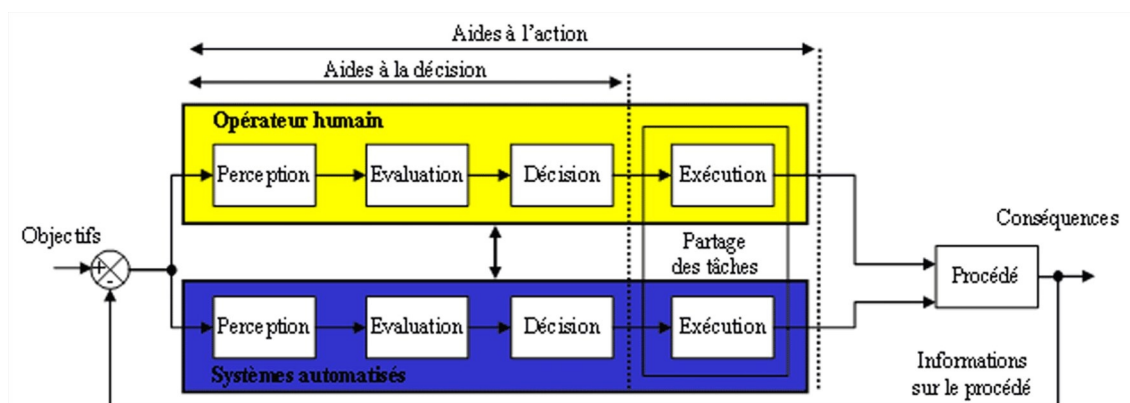 Aides à l'action
Aides à la décision
Opérateur humain
Perception
Evaluation
Décision
Exécution
Objectifs
+
-
Partage
des tâches
Conséquences
Procédé
Perception
Evaluation
Décision
Exécution
Systèmes automatisés
Informations
sur le procédé